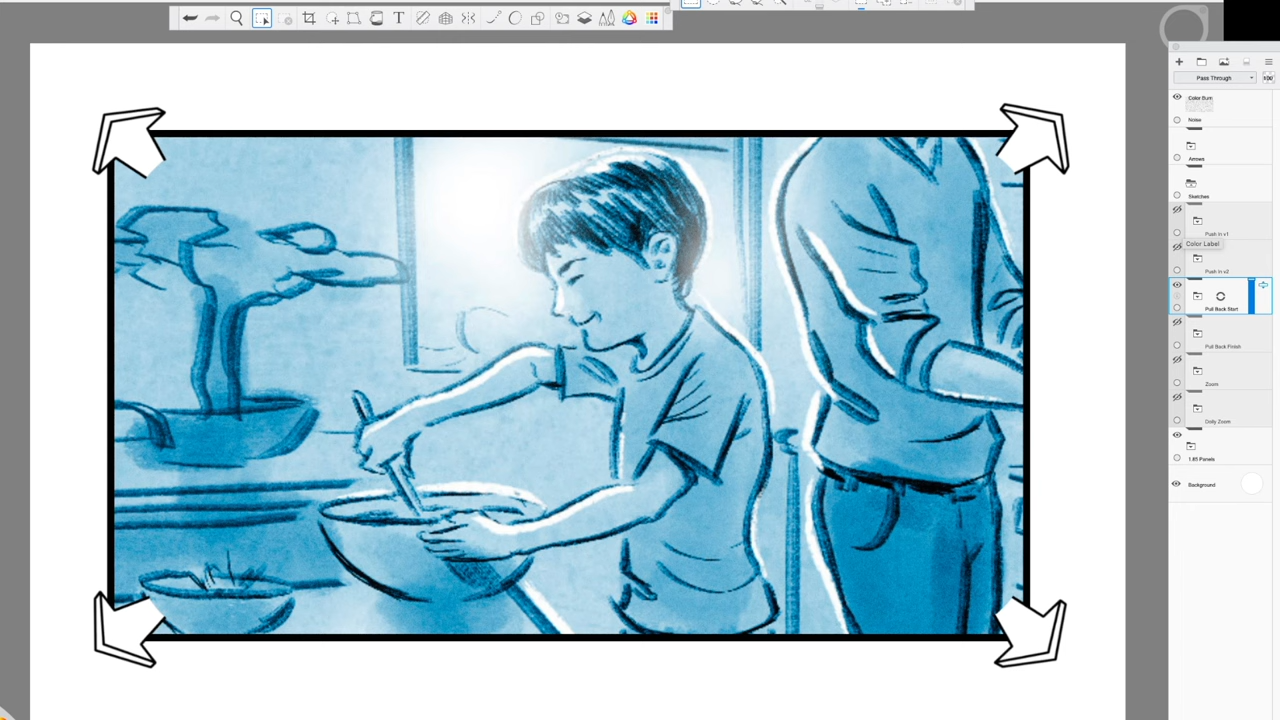 T
Pass Through
100
Color Burn
Noise
Arrows
Sketches
Push In v1
Color Label
Push In v2
Pull Back Start
Pull Back Finish
Zoom
Dolly Zoom
1.85 Panels
Background